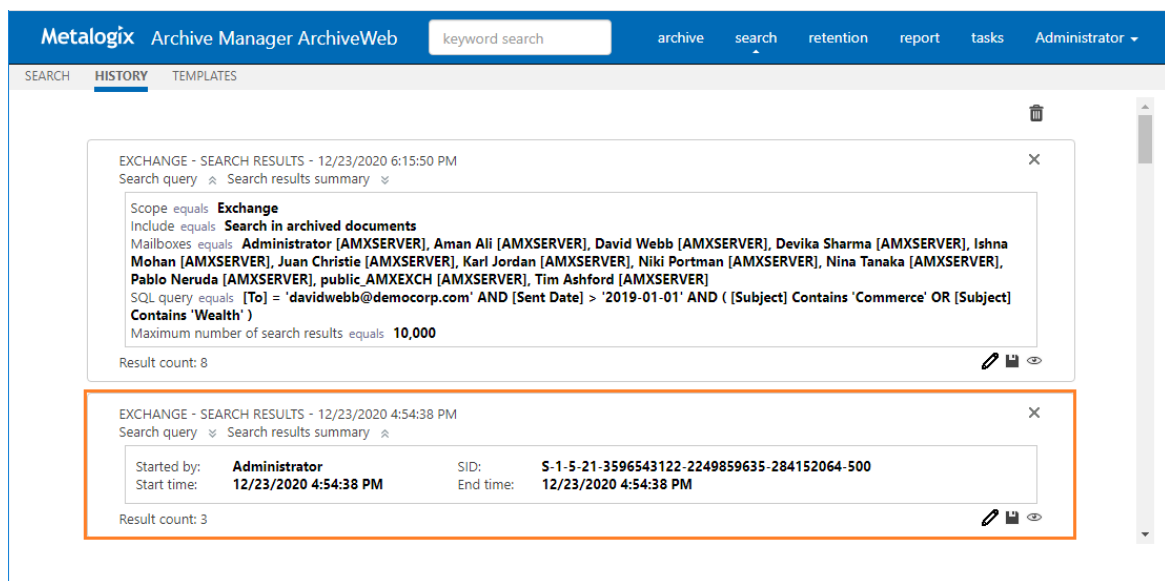 Metalogix Archive Manager ArchiveWeb keyword search archive search retention report tasks Administrator
SEARCH HISTORY TEMPLATES
EXCHANGE - SEARCH RESULTS - 12/23/2020 6:15:50 PM
Search query Search results summary
Scope equals Exchange
Include equals Search in archived documents
Mailboxes equals Administrator [AMXSERVER], Aman Ali [AMXSERVER], David Webb [AMXSERVER], Devika Sharma [AMXSERVER], Ishna
Mohan [AMXSERVER], Juan Christie [AMXSERVER], Karl Jordan [AMXSERVER], Niki Portman [AMXSERVER], Nina Tanaka [AMXSERVER],
Pablo Neruda [AMXSERVER], public_AMXEXCH [AMXSERVER], Tim Ashford [AMXSERVER]
SQL query equals [To] = 'davidwebb@democorp.com' AND [Sent Date] > '2019-01-01' AND ( [Subject] Contains 'Commerce' OR [Subject]
Contains 'Wealth' )
Maximum number of search results equals 10,000
Result count: 8
EXCHANGE - SEARCH RESULTS - 12/23/2020 4:54:38 PM
Search query Search results summary
Started by: Administrator SID: S-1-5-21-3596543122-2249859635-284152064-500
Start time: 12/23/2020 4:54:38 PM End time: 12/23/2020 4:54:38 PM
Result count: 3